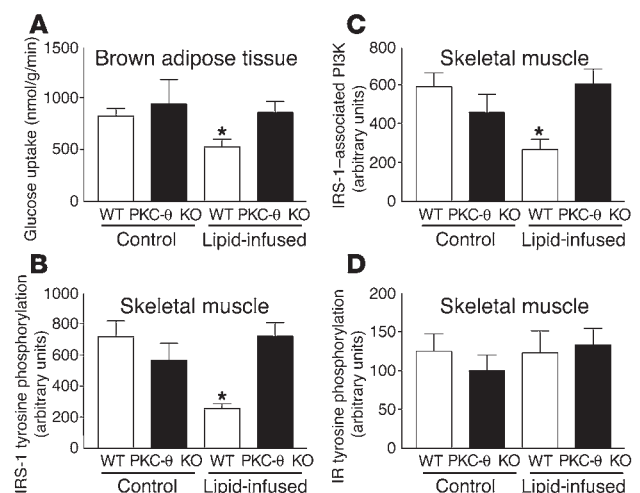 A
Brown adipose tissue
Glucose uptake (nmol/g/min)
1500
1000
500
0
*
WT PKC-θ KO WT PKC-θ KO
Control Lipid-infused
B
Skeletal muscle
IRS-1 tyrosine phosphorylation
(arbitrary units)
1000
800
600
400
200
0
*
WT PKC-θ KO WT PKC-θ KO
Control Lipid-infused
C
Skeletal muscle
IRS-1–associated PI3K
(arbitrary units)
800
600
400
200
0
*
WT PKC-θ KO WT PKC-θ KO
Control Lipid-infused
D
Skeletal muscle
IR tyrosine phosphorylation
(arbitrary units)
200
150
100
50
0
WT PKC-θ KO WT PKC-θ KO
Control Lipid-infused